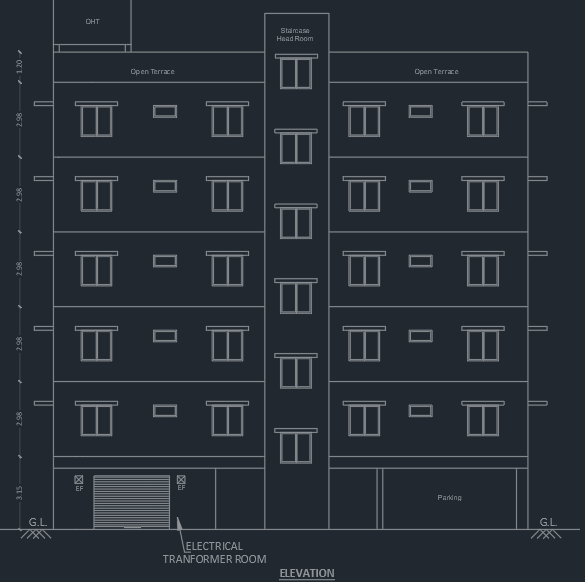 OHT
Staircase
Head Room
Open Terrace
Open Terrace
1.20
2.98
2.98
2.98
2.98
2.98
3.15
EF
EF
Parking
G.L.
G.L.
ELECTRICAL
TRANFORMER ROOM
ELEVATION